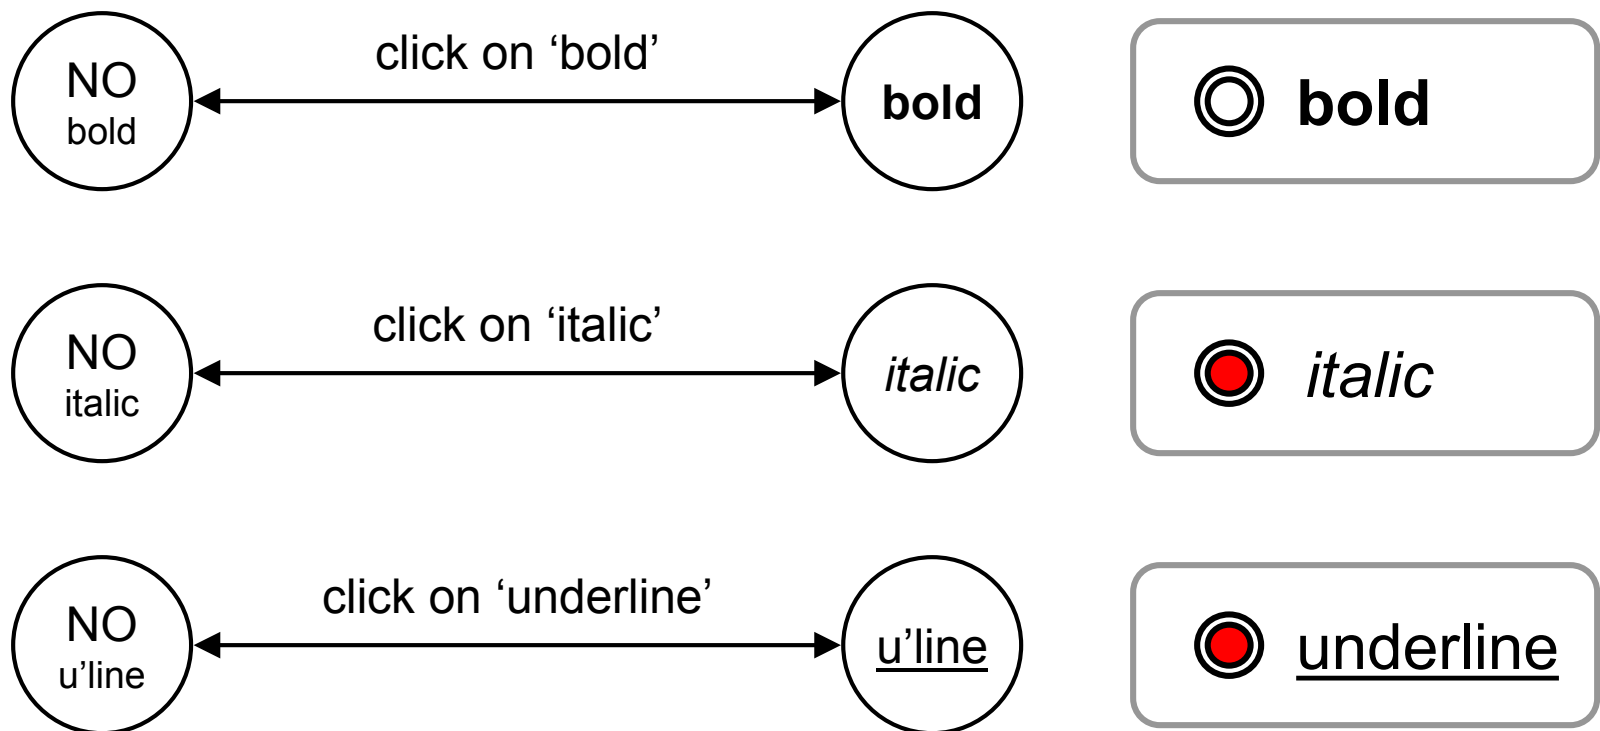 click on ‘bold’
NO
bold
bold
bold
click on ‘italic’
NO
italic
italic
italic
click on ‘underline’
NO
u’line
u’line
underline